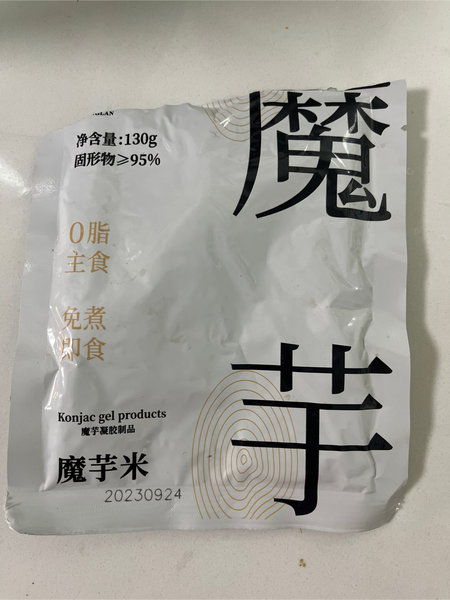 净含量:130g
固形物≥95%
魔
0脂
主食
免煮
即食
芋
Konjac gel products
魔芋凝胶制品
魔芋米
20230924